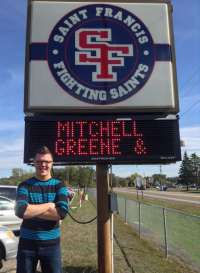 SAINT FRANCIS
SF
FIGHTING SAINTS
MITCHELL
GREENE &